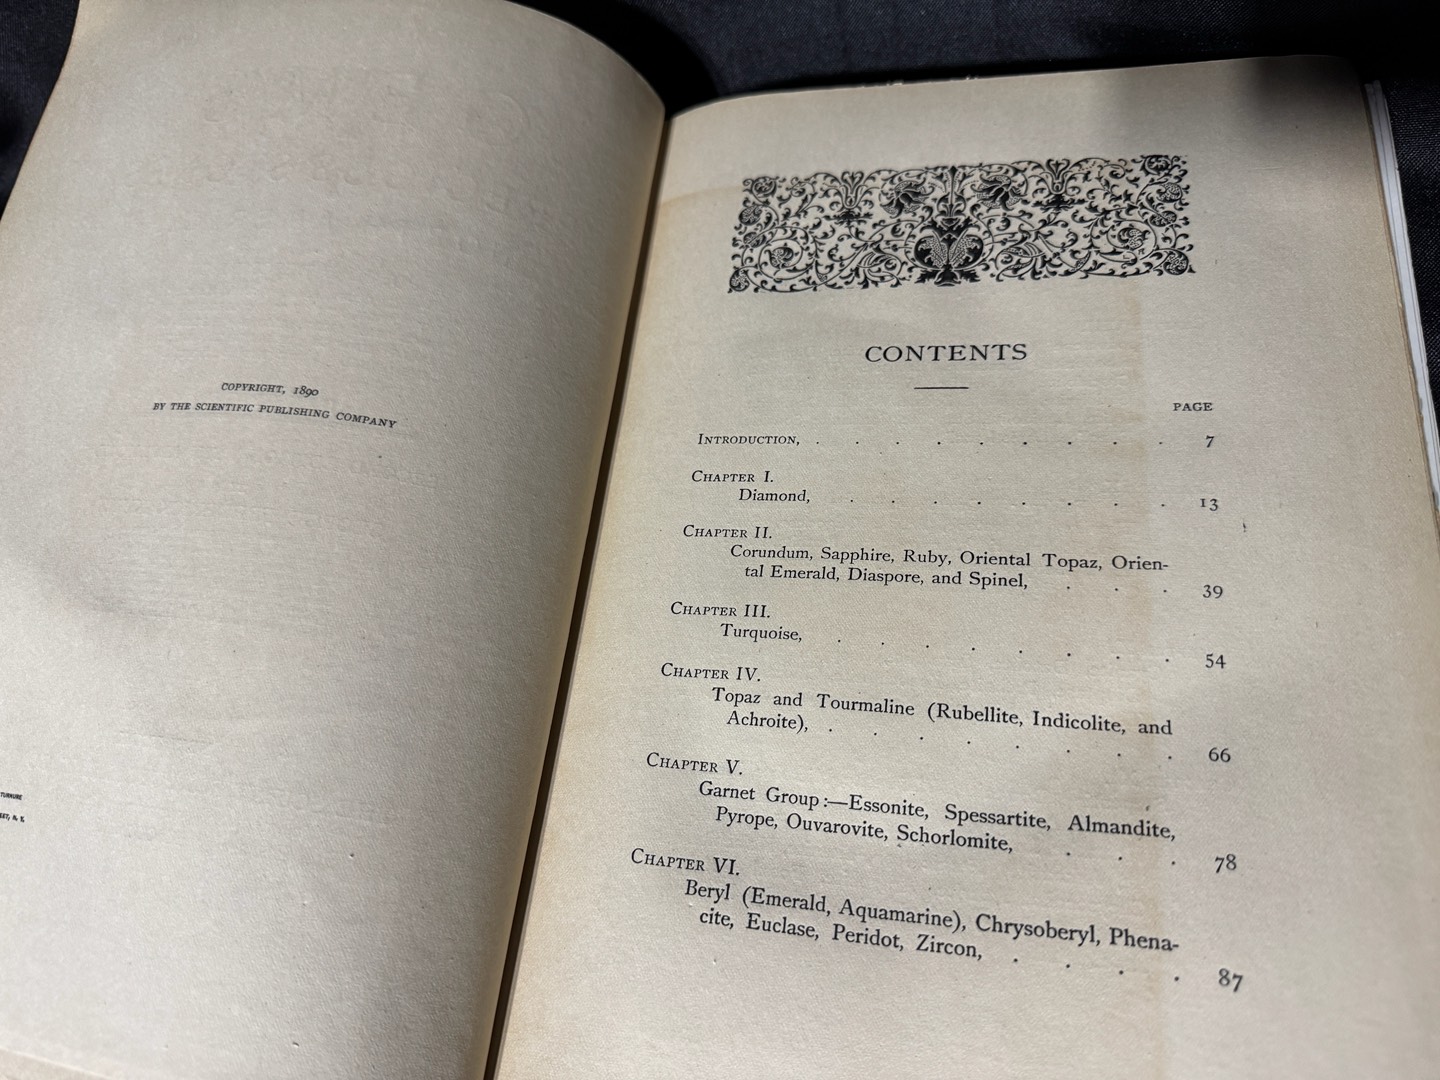 COPYRIGHT, 1890
BY THE SCIENTIFIC PUBLISHING COMPANY
TURNURE
EET, N. Y.
CONTENTS
PAGE
INTRODUCTION, . . . . . . . . . 7
CHAPTER I.
Diamond, . . . . . . . . 13
CHAPTER II.
Corundum, Sapphire, Ruby, Oriental Topaz, Orien-
tal Emerald, Diaspore, and Spinel, . . . 39
CHAPTER III.
Turquoise, . . . . . . . . 54
CHAPTER IV.
Topaz and Tourmaline (Rubellite, Indicolite, and
Achroite), . . . . . . . . 66
CHAPTER V.
Garnet Group:—Essonite, Spessartite, Almandite,
Pyrope, Ouvarovite, Schorlomite, . . . 78
CHAPTER VI.
Beryl (Emerald, Aquamarine), Chrysoberyl, Phena-
cite, Euclase, Peridot, Zircon, . . . . 87